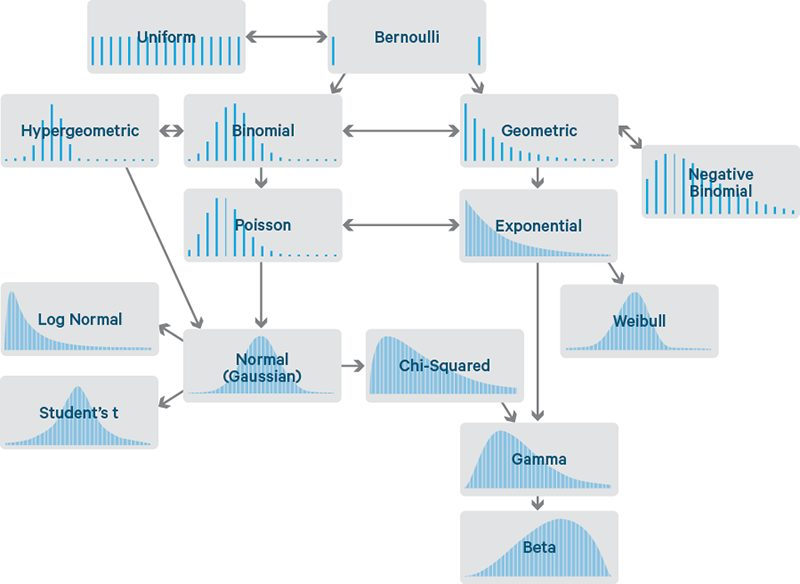 Uniform
Bernoulli
Hypergeometric
Binomial
Geometric
Negative
Binomial
Poisson
Exponential
Log Normal
Weibull
Normal
(Gaussian)
Chi-Squared
Student's t
Gamma
Beta